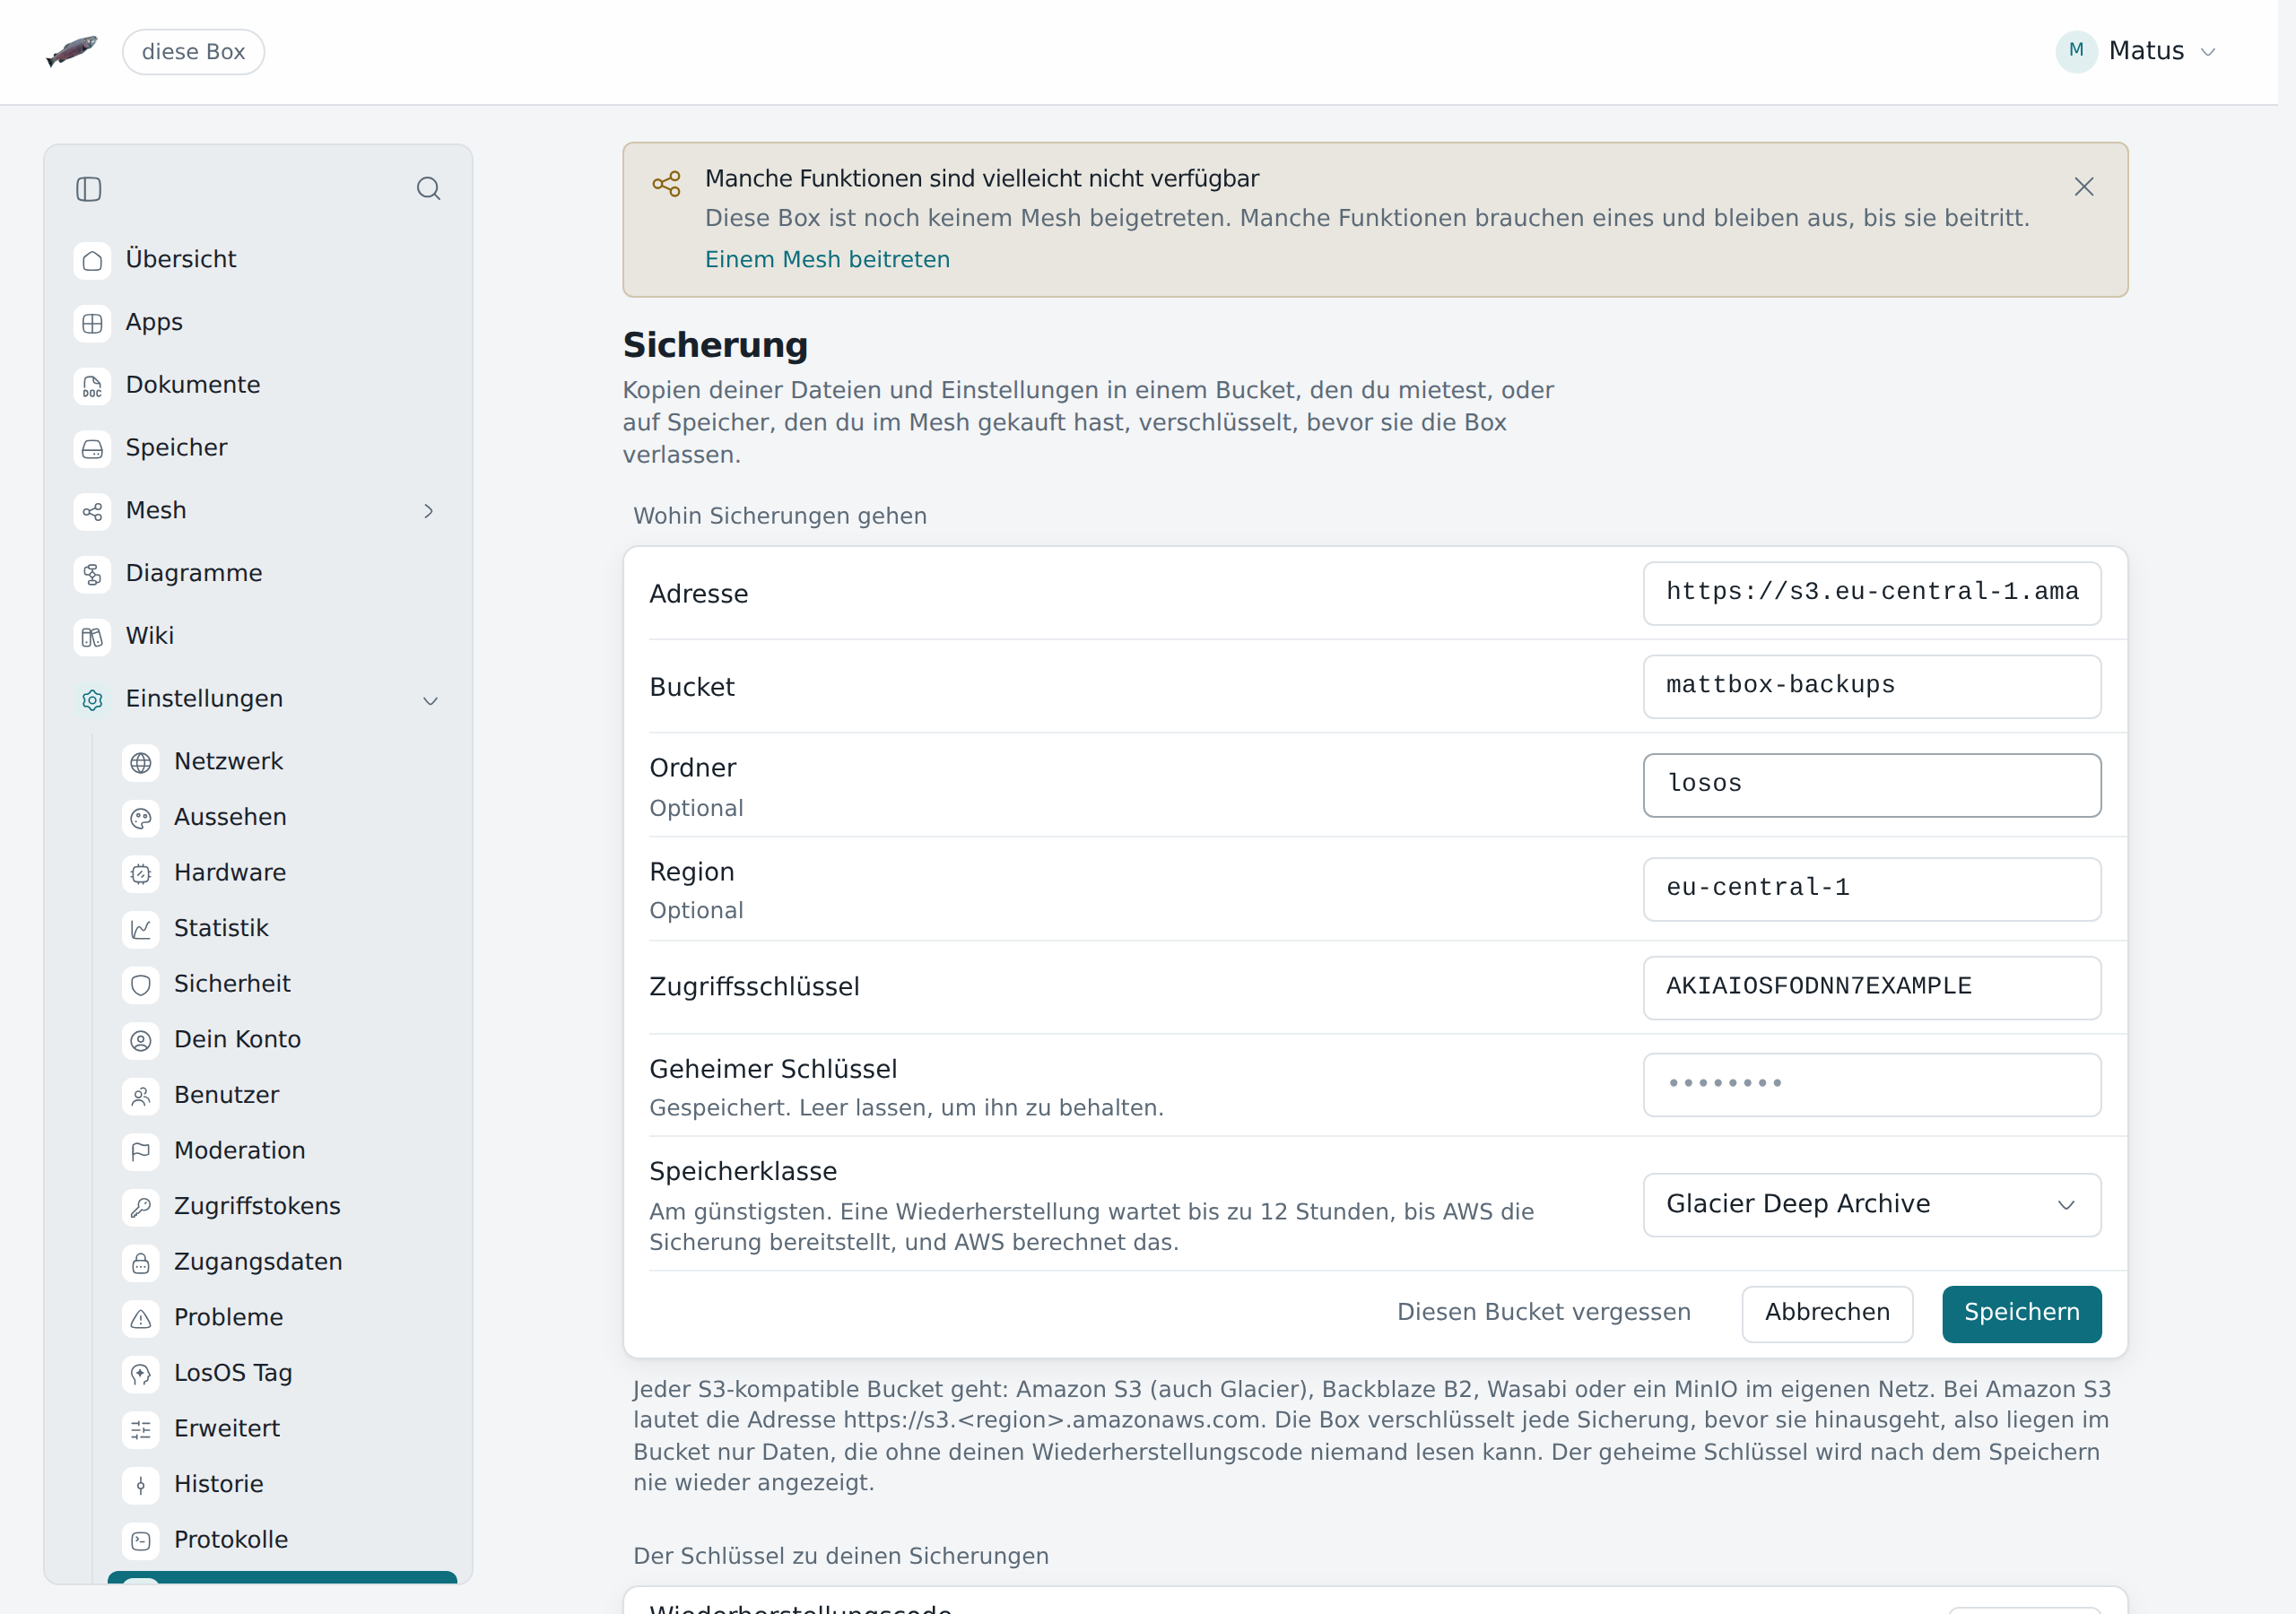 diese Box
M Matus
Manche Funktionen sind vielleicht nicht verfügbar
Diese Box ist noch keinem Mesh beigetreten. Manche Funktionen brauchen eines und bleiben aus, bis sie beitritt.
Einem Mesh beitreten
Übersicht
Apps
Dokumente
Speicher
Mesh
Diagramme
Wiki
Einstellungen
Netzwerk
Aussehen
Hardware
Statistik
Sicherheit
Dein Konto
Benutzer
Moderation
Zugriffstokens
Zugangsdaten
Probleme
LosOS Tag
Erweitert
Historie
Protokolle
Sicherung
Kopien deiner Dateien und Einstellungen in einem Bucket, den du mietest, oder
auf Speicher, den du im Mesh gekauft hast, verschlüsselt, bevor sie die Box
verlassen.
Wohin Sicherungen gehen
Adresse
https://s3.eu-central-1.ama
Bucket
mattbox-backups
Ordner
Optional
losos
Region
Optional
eu-central-1
Zugriffsschlüssel
AKIAIOSFODNN7EXAMPLE
Geheimer Schlüssel
Gespeichert. Leer lassen, um ihn zu behalten.
••••••••
Speicherklasse
Am günstigsten. Eine Wiederherstellung wartet bis zu 12 Stunden, bis AWS die
Sicherung bereitstellt, und AWS berechnet das.
Glacier Deep Archive
Diesen Bucket vergessen
Abbrechen
Speichern
Jeder S3-kompatible Bucket geht: Amazon S3 (auch Glacier), Backblaze B2, Wasabi oder ein MinIO im eigenen Netz. Bei Amazon S3
lautet die Adresse https://s3.<region>.amazonaws.com. Die Box verschlüsselt jede Sicherung, bevor sie hinausgeht, also liegen im
Bucket nur Daten, die ohne deinen Wiederherstellungscode niemand lesen kann. Der geheime Schlüssel wird nach dem Speichern
nie wieder angezeigt.
Der Schlüssel zu deinen Sicherungen
Wiederherstellungscode